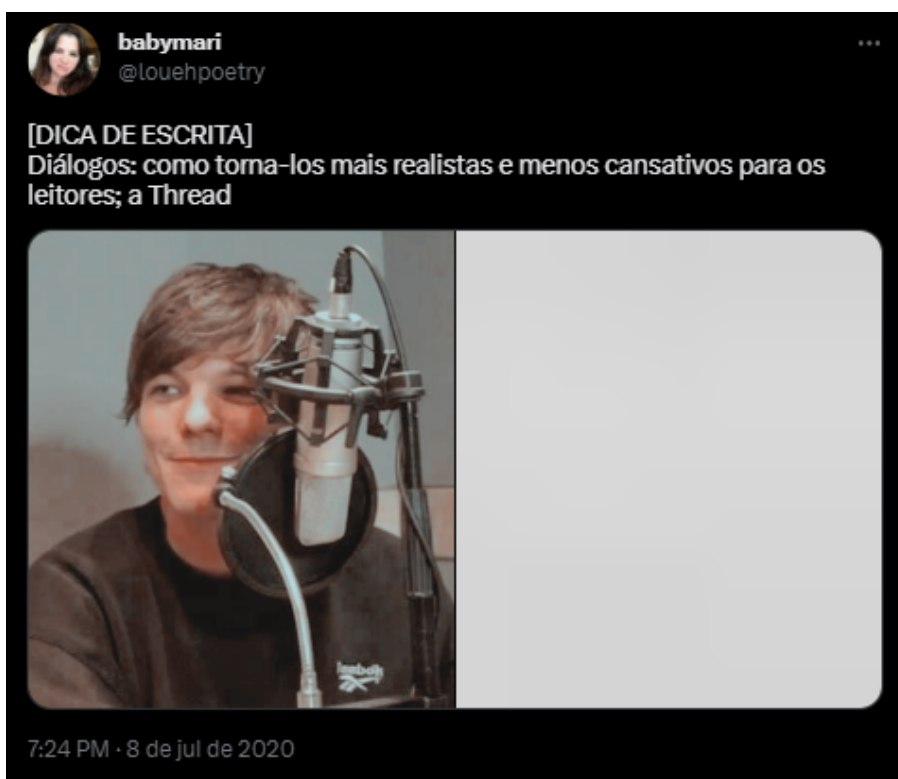 babymari
@louehpoetry
[DICA DE ESCRITA]
Diálogos: como torna-los mais realistas e menos cansativos para os
leitores; a Thread
Reebok
7:24 PM · 8 de jul de 2020